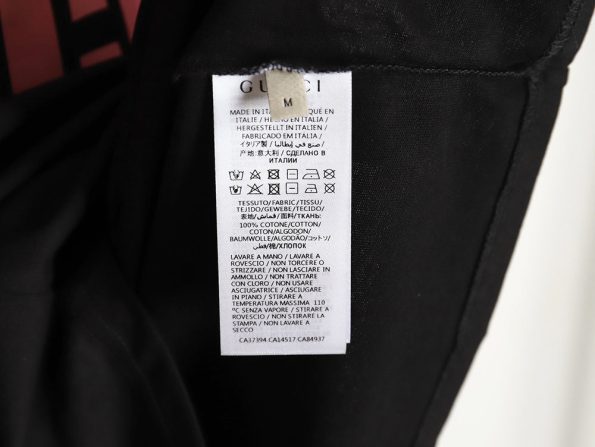 GUCCI
M
MADE IN ITALY FABRIQUÉ EN
ITALIE / HECHO EN ITALIA /
HERGESTELLT IN ITALIEN /
FABRICADO EM ITALIA /
イタリア製 / صنع في إيطاليا /
产地:意大利 / СДЕЛАНО В
ИТАЛИИ
TESSUTO/FABRIC/TISSU/
TEJIDO/GEWEBE/TECIDO/
表地/قماش/面料/ТКАНЬ:
100% COTONE/COTTON/
COTON/ALGODON/
BAUMWOLLE/ALGODÃO/コットン/
قطن/棉/ХЛОПОК
LAVARE A MANO / LAVARE A
ROVESCIO / NON TORCERE O
STRIZZARE / NON LASCIARE IN
AMMOLLO / NON TRATTARE
CON CLORO / NON USARE
ASCIUGATRICE / ASCIUGARE
IN PIANO / STIRARE A
TEMPERATURA MASSIMA 110
ºC SENZA VAPORE / STIRARE A
ROVESCIO / NON STIRARE LA
STAMPA / NON LAVARE A
SECCO
CA37394 CA14517 CA84937